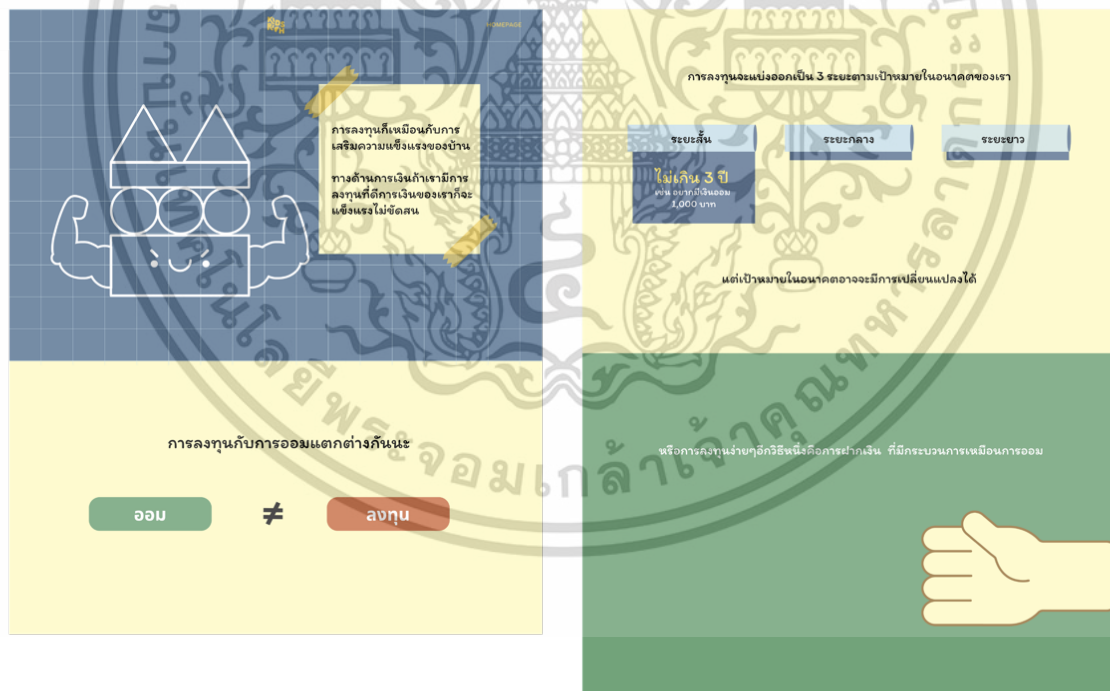 HOMEPAGE
การลงทุนก็เหมือนกับการ
เสริมความแข็งแรงของบ้าน
ทางด้านการเงินถ้าเรามีการ
ลงทุนที่ดีการเงินของเราก็จะ
แข็งแรงไม่ขัดสน
การลงทุนกับการออมแตกต่างกันนะ
ออม
≠
ลงทุน
การลงทุนจะแบ่งออกเป็น 3 ระยะตามเป้าหมายในอนาคตของเรา
ระยะสั้น
ระยะกลาง
ระยะยาว
ไม่เกิน 3 ปี
เช่น อยากมีเงินออม
1,000 บาท
แต่เป้าหมายในอนาคตอาจจะมีการเปลี่ยนแปลงได้
หรือการลงทุนง่ายๆอีกวิธีหนึ่งคือการฝากเงิน ที่มีกระบวนการเหมือนการออม